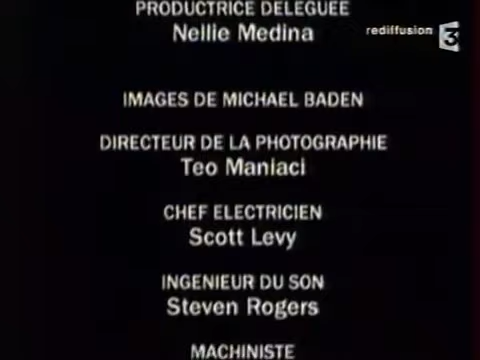 PRODUCTRICE DELEGUEE
Nellie Medina
rediffusion 3
IMAGES DE MICHAEL BADEN
DIRECTEUR DE LA PHOTOGRAPHIE
Teo Maniaci
CHEF ELECTRICIEN
Scott Levy
INGENIEUR DU SON
Steven Rogers
MACHINISTE